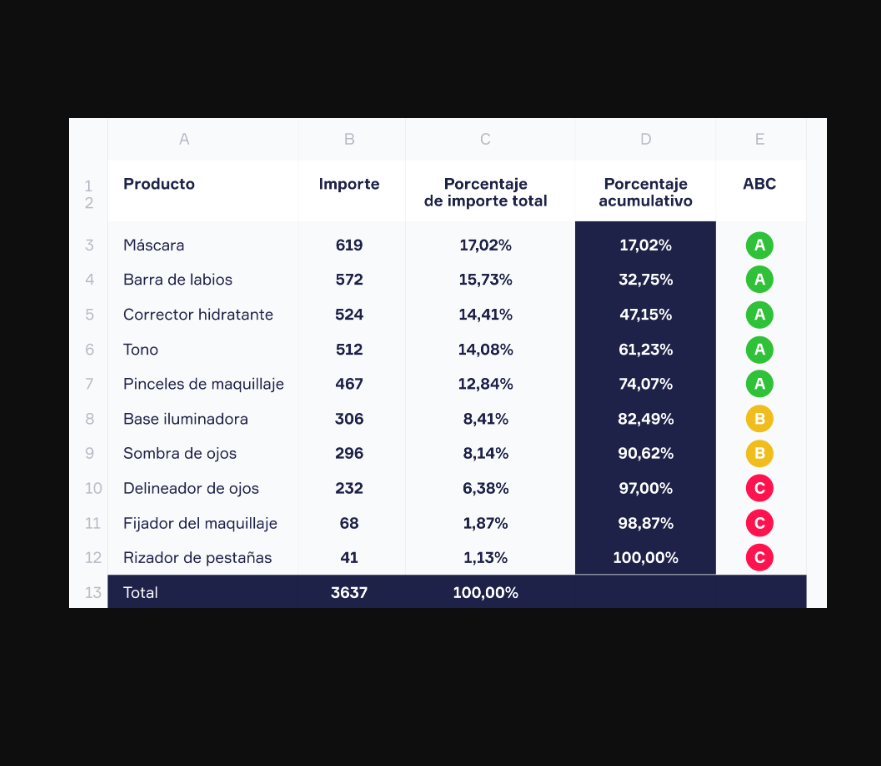 A B C D E
1 Producto Importe Porcentaje Porcentaje ABC
2 de importe total acumulativo
3 Máscara 619 17,02% 17,02% A
4 Barra de labios 572 15,73% 32,75% A
5 Corrector hidratante 524 14,41% 47,15% A
6 Tono 512 14,08% 61,23% A
7 Pinceles de maquillaje 467 12,84% 74,07% A
8 Base iluminadora 306 8,41% 82,49% B
9 Sombra de ojos 296 8,14% 90,62% B
10 Delineador de ojos 232 6,38% 97,00% C
11 Fijador del maquillaje 68 1,87% 98,87% C
12 Rizador de pestañas 41 1,13% 100,00% C
13 Total 3637 100,00%